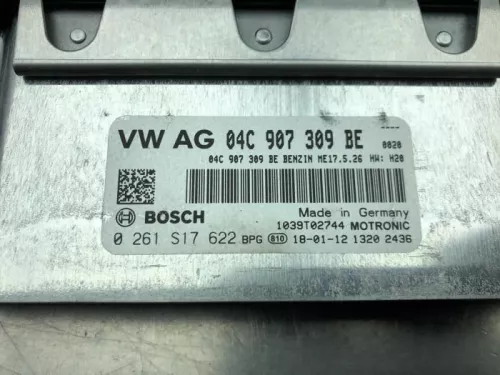 VW AG 04C 907 309 BE 0020
04C 907 309 BE BENZIN ME17.5.26 HW: H20
BOSCH
Made in Germany
1039T02744 MOTRONIC
0 261 S17 622 BPG 810 18-01-12 1320 2436